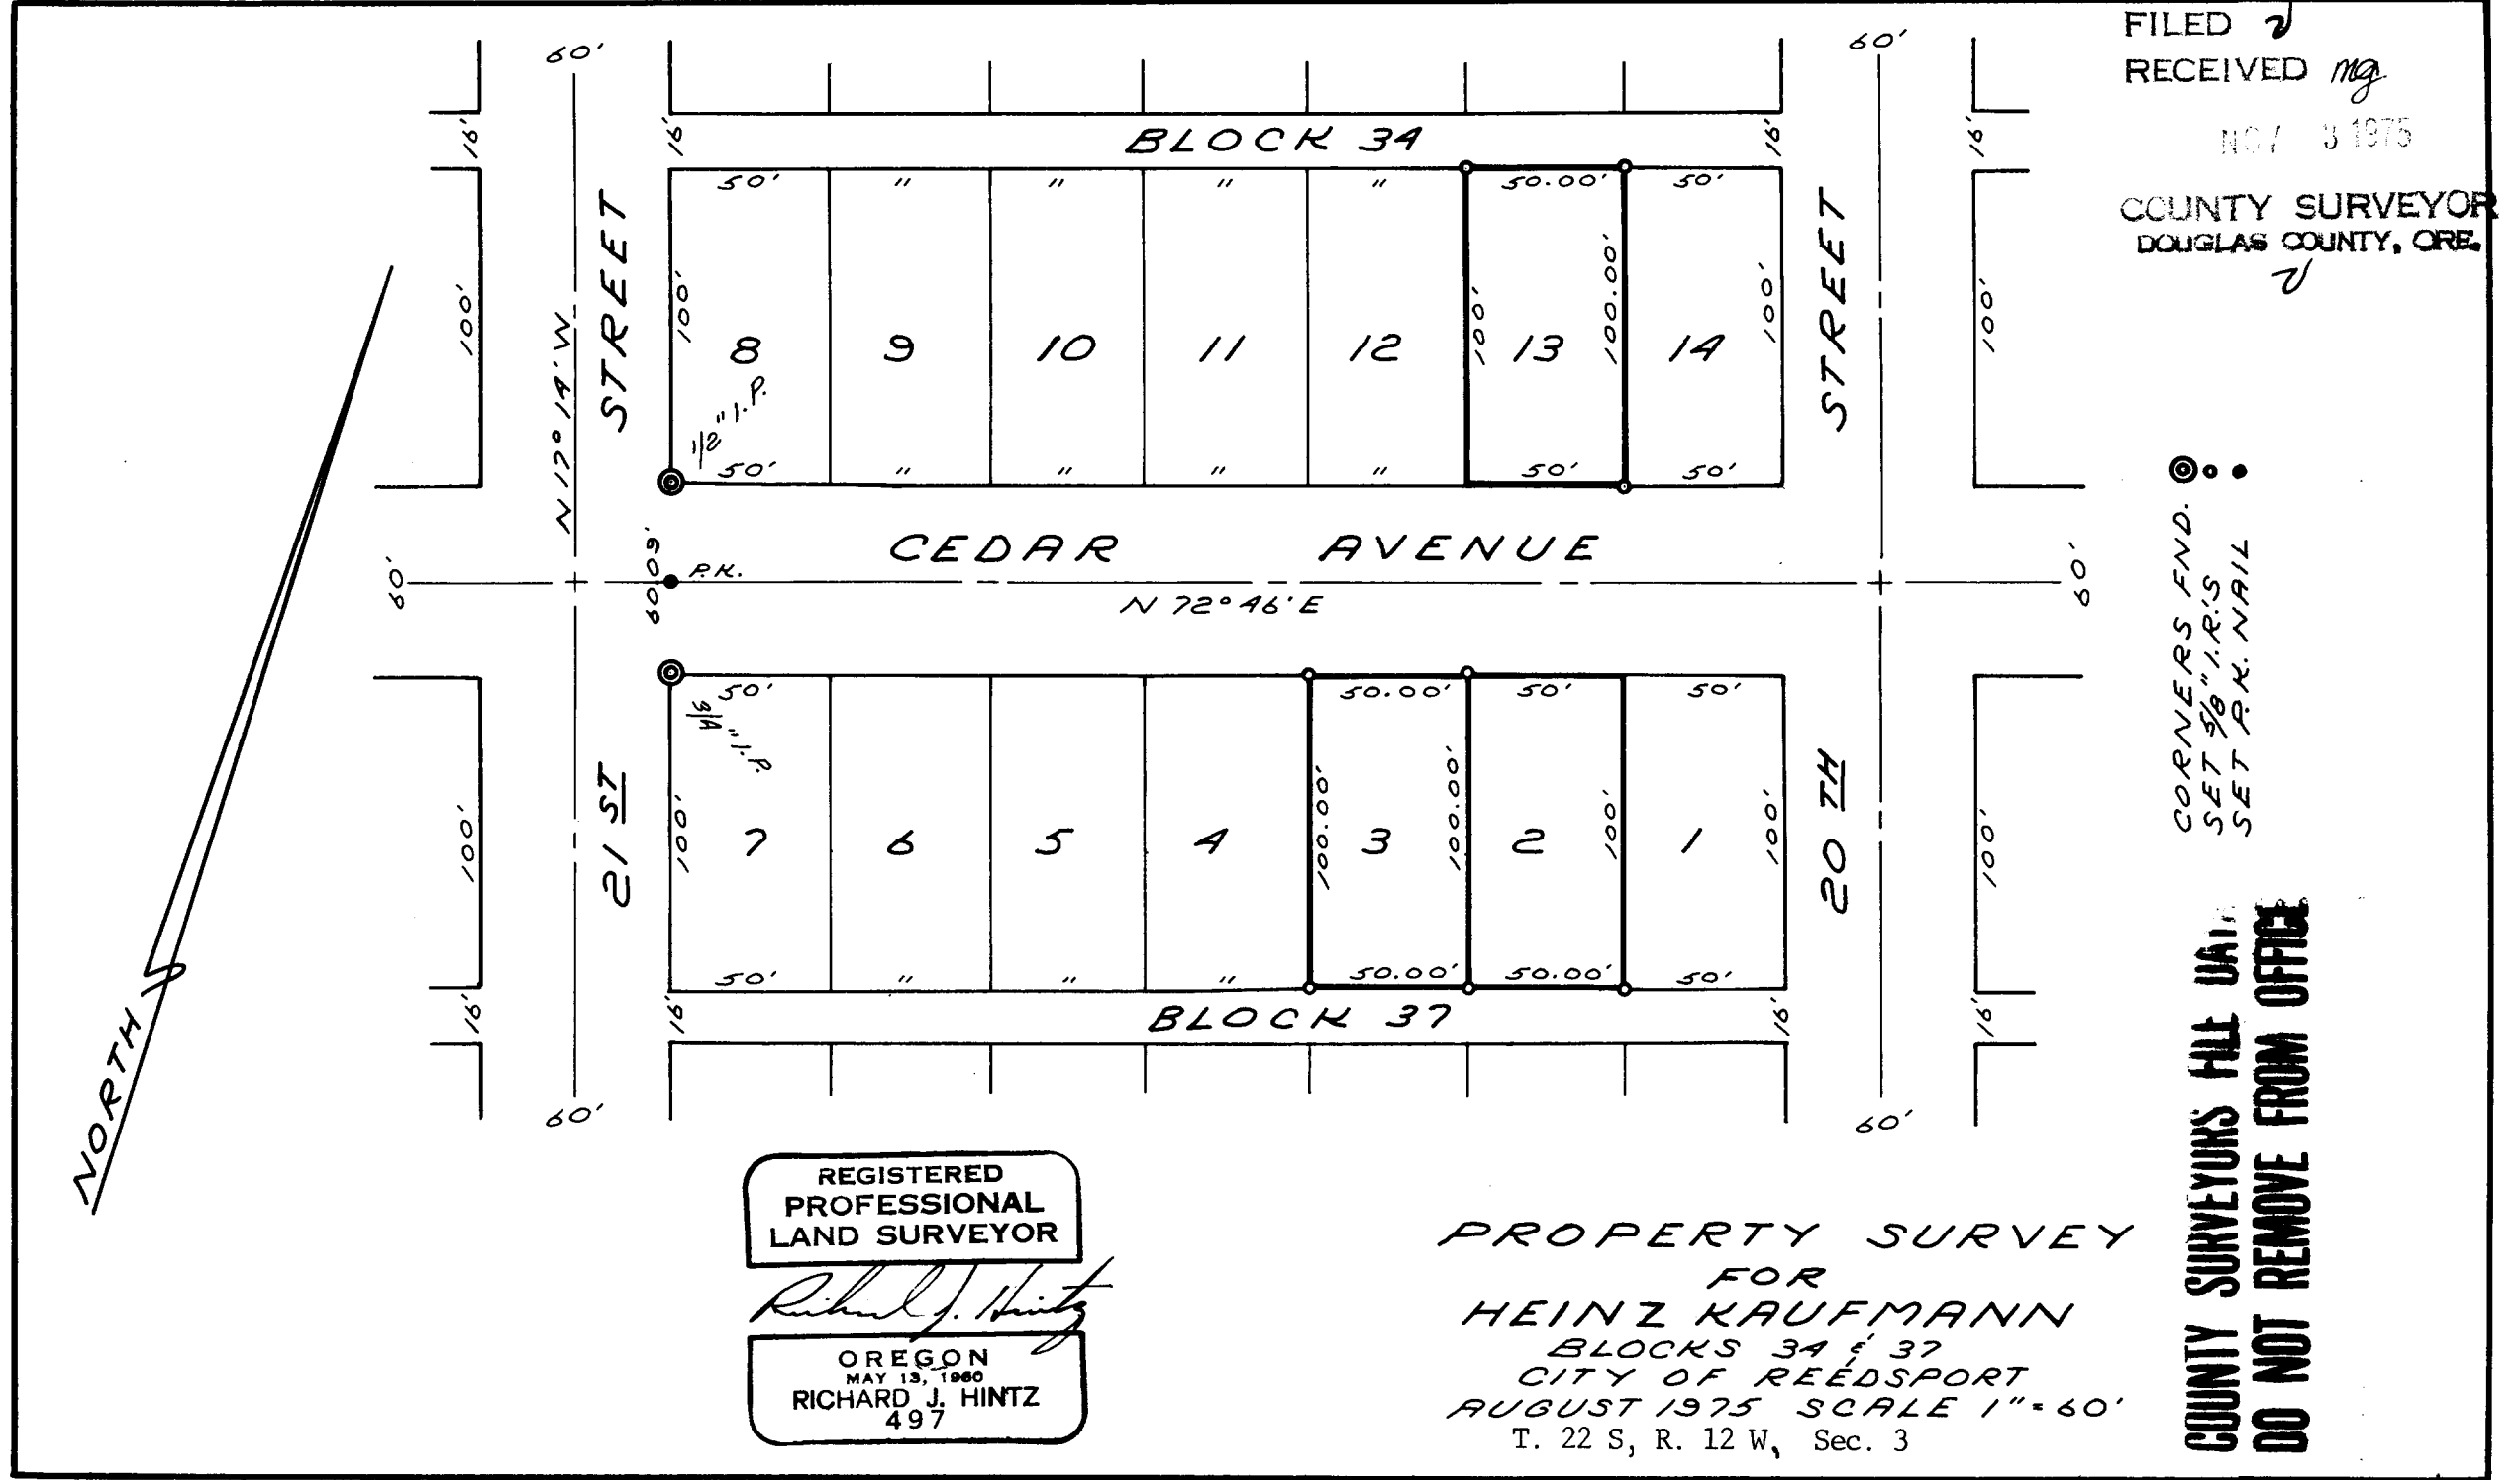 FILED
RECEIVED mg
NOV 3 1975
COUNTY SURVEYOR
DOUGLAS COUNTY, ORE.
60'
60'
16'
16'
BLOCK 34
16'
16'
50' " " " " 50.00' 50'
100'
N 17° 14' W
STREET
100'
8
9
10
11
12
100'
13
100.00'
14
100'
STREET
100'
1/2" I.P.
50' " " " " 50' 50'
CEDAR AVENUE
60'
60.09'
P.K.
N 72° 46' E
60'
CORNERS FND.
SET 5/8" I.R.'S
SET P.K. NAIL
50' 50.00' 50' 50'
3/4" I.P.
100'
21 ST
100'
7
6
5
4
100.00'
3
100.00'
2
100'
1
100'
20 TH
100'
50' " " " 50.00' 50.00' 50'
16'
16'
BLOCK 37
16'
16'
60'
60'
NORTH
REGISTERED
PROFESSIONAL
LAND SURVEYOR
Richard J. Hintz
OREGON
MAY 13, 1960
RICHARD J. HINTZ
497
PROPERTY SURVEY
FOR
HEINZ KAUFMANN
BLOCKS 34 & 37
CITY OF REEDSPORT
AUGUST 1975 SCALE 1" = 60'
T. 22 S, R. 12 W, Sec. 3
COUNTY SURVEYORS FILE
DO NOT REMOVE FROM OFFICE